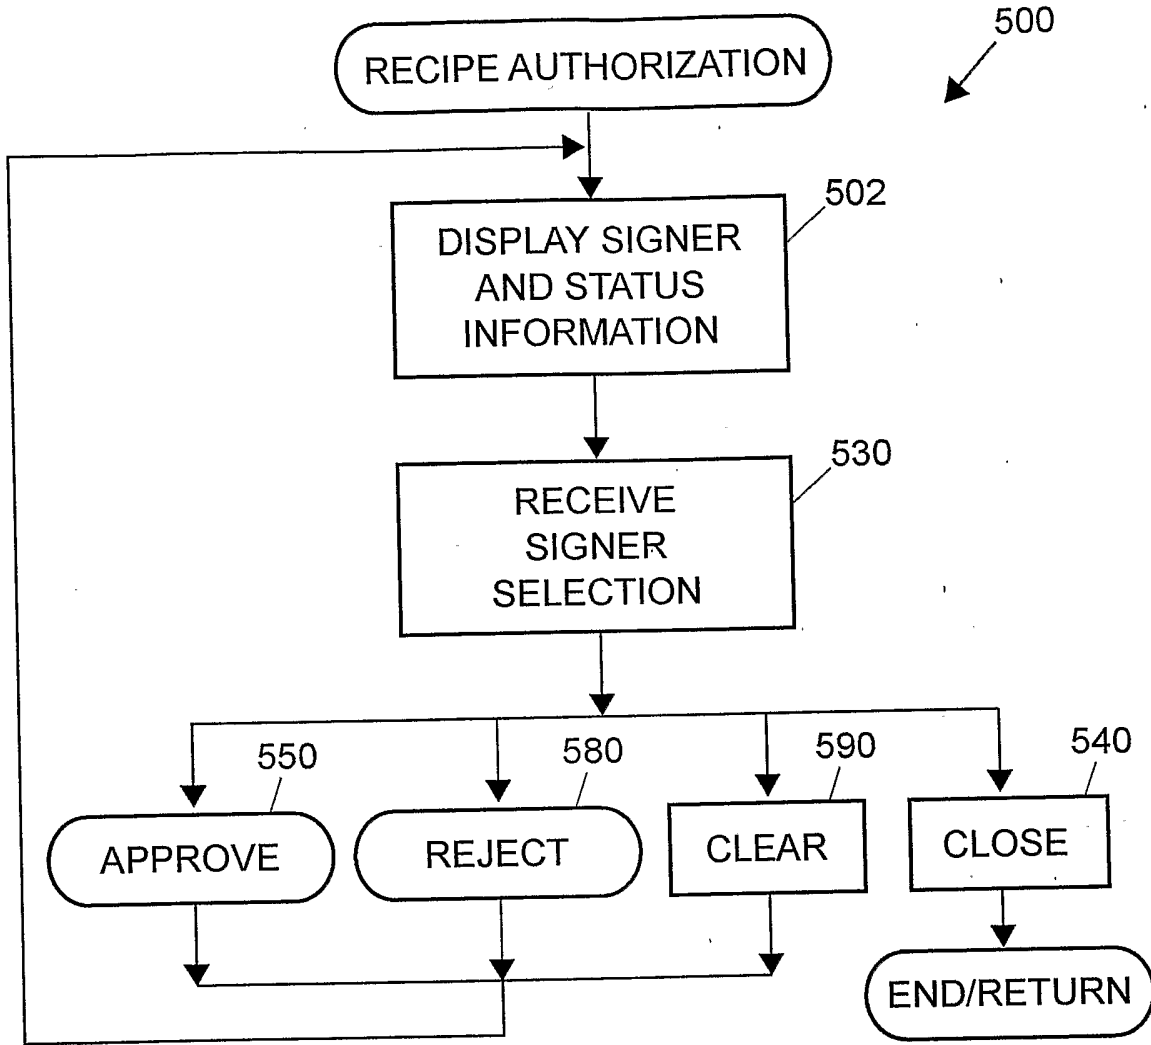 500
RECIPE AUTHORIZATION
502
DISPLAY SIGNER
AND STATUS
INFORMATION
530
RECEIVE
SIGNER
SELECTION
550
580
590
540
APPROVE
REJECT
CLEAR
CLOSE
END/RETURN